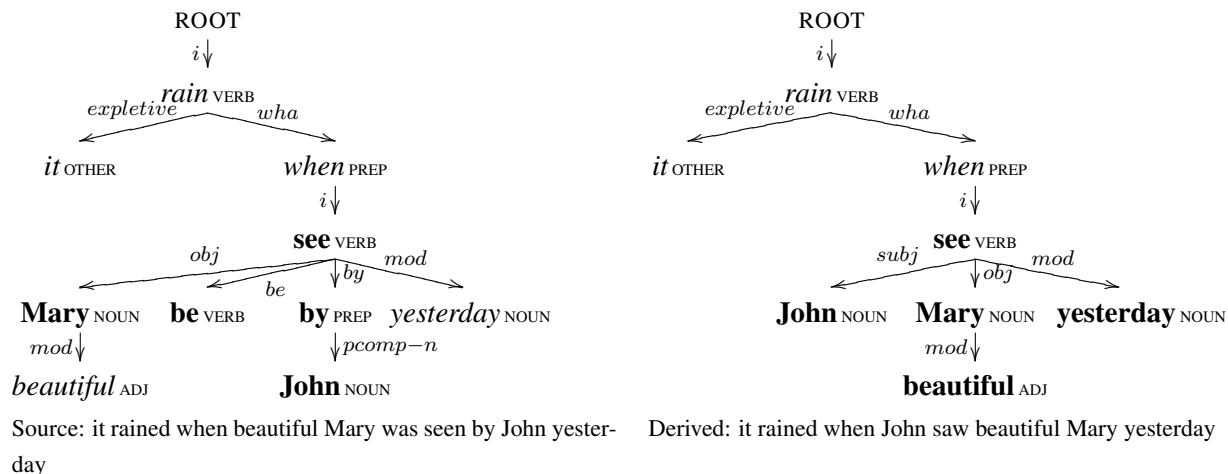 ROOT ROOT
i i
rain VERB rain VERB
expletive wha expletive wha
it OTHER when PREP it OTHER when PREP
i i
see VERB see VERB
obj be by mod subj obj mod
Mary NOUN be VERB by PREP yesterday NOUN John NOUN Mary NOUN yesterday NOUN
mod pcomp−n mod
beautiful ADJ John NOUN beautiful ADJ
Source: it rained when beautiful Mary was seen by John yester-
day
Derived: it rained when John saw beautiful Mary yesterday